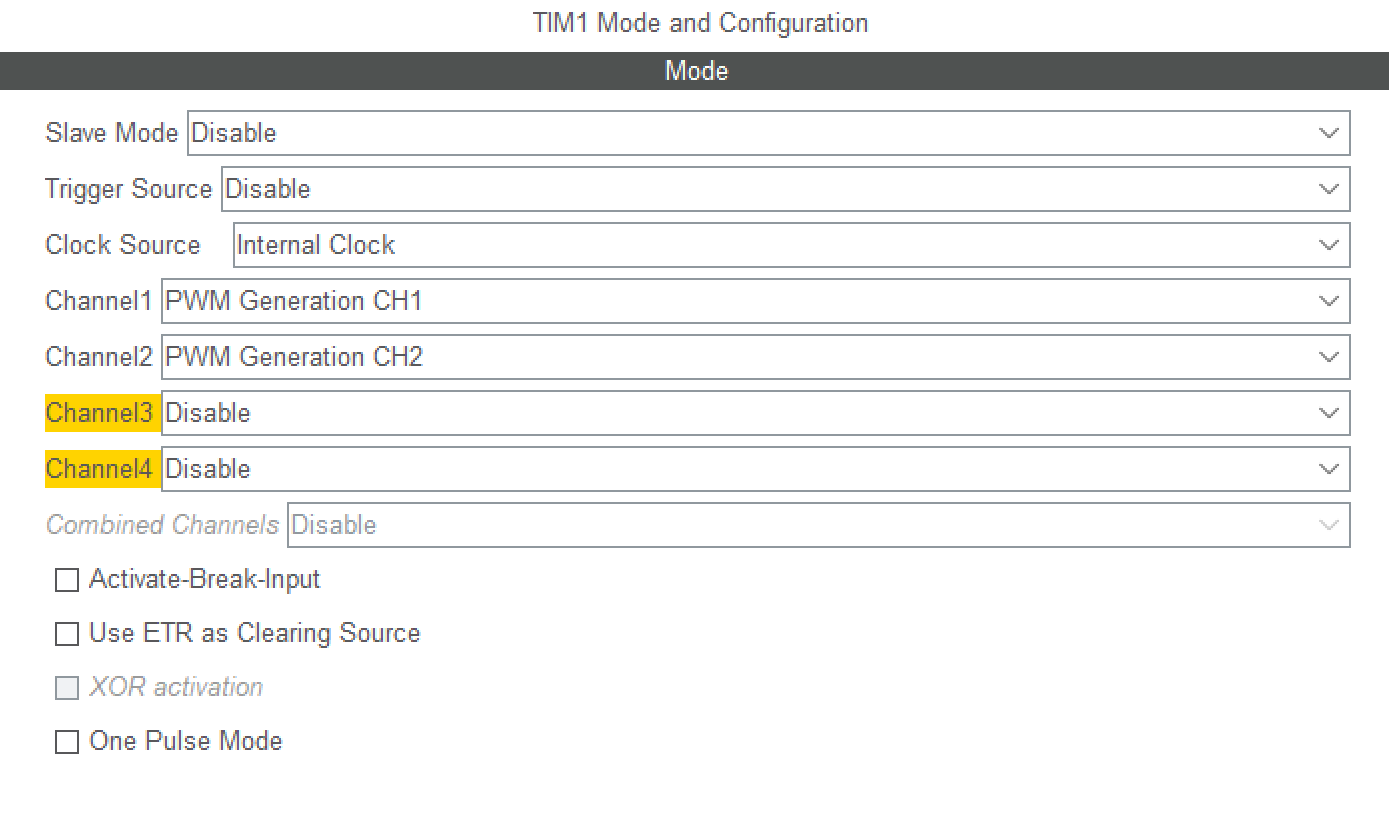 TIM1 Mode and Configuration
Mode
Slave Mode Disable
Trigger Source Disable
Clock Source Internal Clock
Channel1 PWM Generation CH1
Channel2 PWM Generation CH2
Channel3 Disable
Channel4 Disable
Combined Channels Disable
Activate-Break-Input
Use ETR as Clearing Source
XOR activation
One Pulse Mode